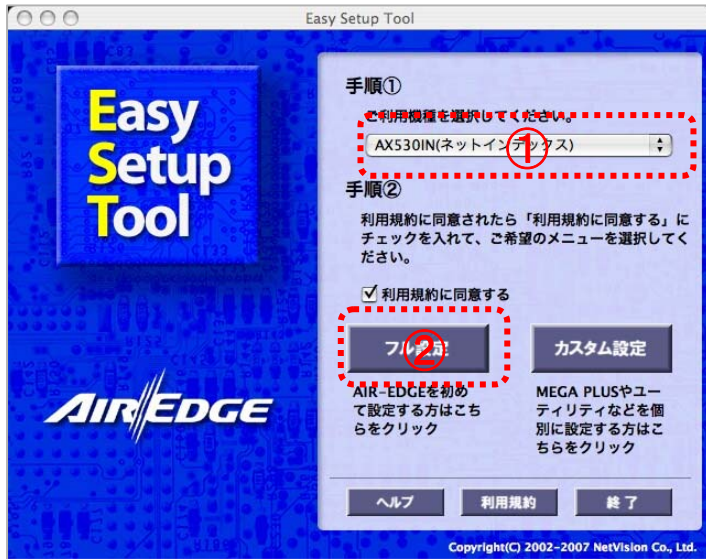 Easy Setup Tool
Easy
Setup
Tool
AIR EDGE
手順①
ご利用機種を選択してください。
AX530IN(ネットインデックス)
①
手順②
利用規約に同意されたら「利用規約に同意する」に
チェックを入れて、ご希望のメニューを選択してく
ださい。
利用規約に同意する
フル設定
②
カスタム設定
AIR-EDGEを初め
て設定する方はこち
らをクリック
MEGA PLUSやユー
ティリティなどを個
別に設定する方はこ
ちらをクリック
ヘルプ
利用規約
終了
Copyright(C) 2002-2007 NetVision Co., Ltd.